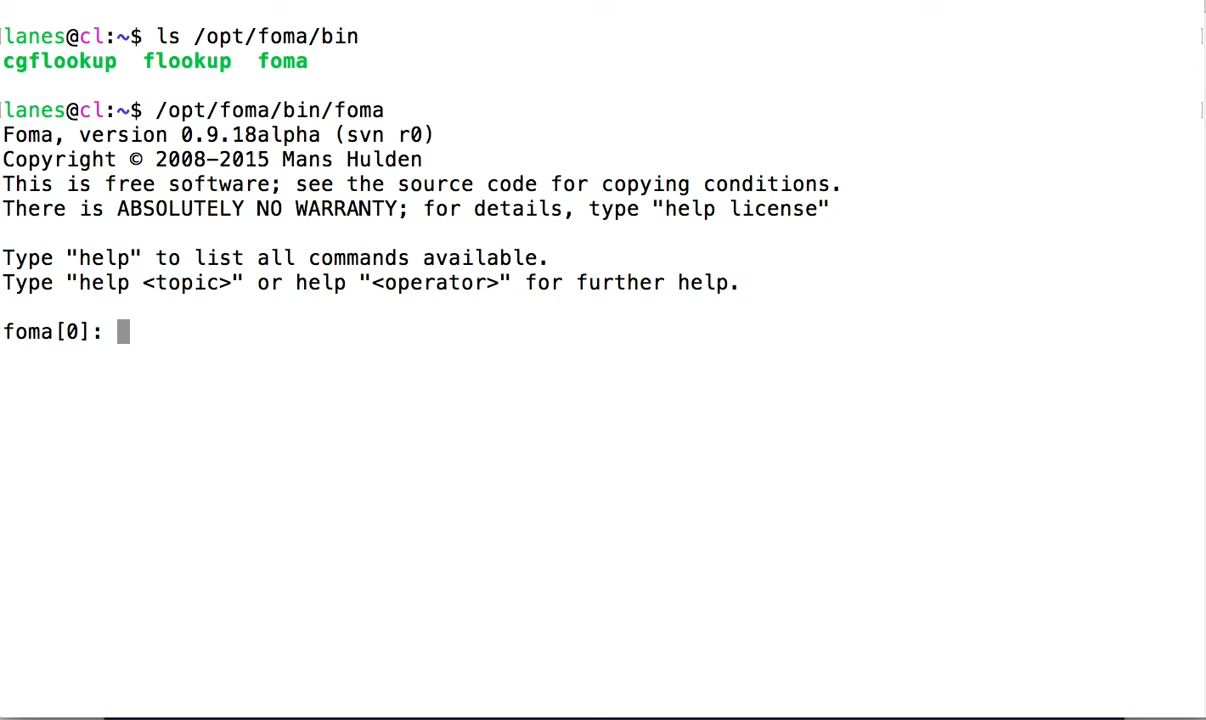 lanes@cl:~$ ls /opt/foma/bin
cgflookup  flookup  foma
lanes@cl:~$ /opt/foma/bin/foma
Foma, version 0.9.18alpha (svn r0)
Copyright © 2008-2015 Mans Hulden
This is free software; see the source code for copying conditions.
There is ABSOLUTELY NO WARRANTY; for details, type "help license"
Type "help" to list all commands available.
Type "help <topic>" or help "<operator>" for further help.
foma[0]: